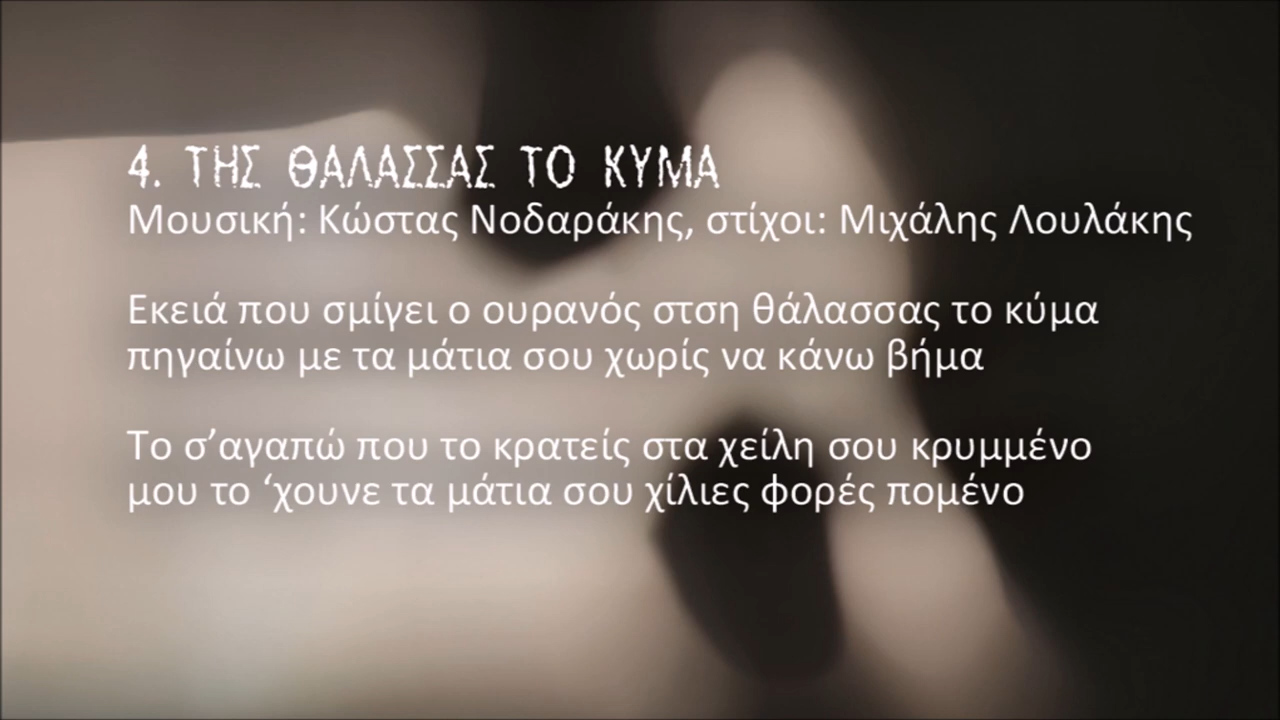 4. ΤΗΣ ΘΑΛΑΣΣΑΣ ΤΟ ΚΥΜΑ
Μουσική: Κώστας Νοδαράκης, στίχοι: Μιχάλης Λουλάκης
Εκειά που σμίγει ο ουρανός στση θάλασσας το κύμα
πηγαίνω με τα μάτια σου χωρίς να κάνω βήμα
Το σ’αγαπώ που το κρατείς στα χείλη σου κρυμμένο
μου το ‘χουνε τα μάτια σου χίλιες φορές πομένο